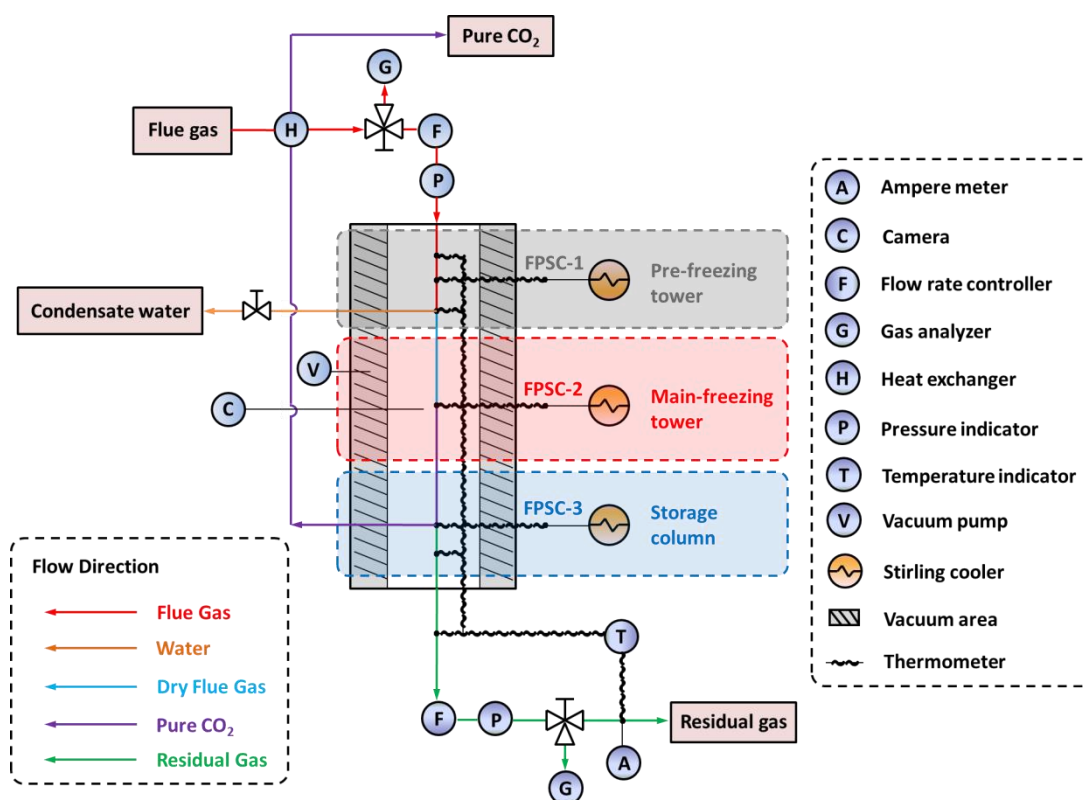 Pure CO₂
G
Flue gas
H
F
P
A
Ampere meter
C
Camera
F
Flow rate controller
G
Gas analyzer
H
Heat exchanger
P
Pressure indicator
T
Temperature indicator
V
Vacuum pump
Stirling cooler
Vacuum area
Thermometer
FPSC-1
Pre-freezing
tower
Condensate water
V
C
FPSC-2
Main-freezing
tower
FPSC-3
Storage
column
Flow Direction
Flue Gas
Water
Dry Flue Gas
Pure CO₂
Residual Gas
T
F
P
Residual gas
G
A